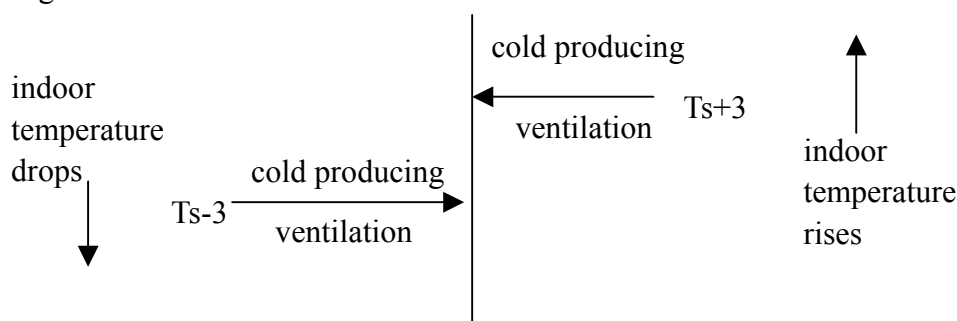 indoor
temperature
drops
Ts-3
cold producing
ventilation
cold producing
ventilation
Ts+3
indoor
temperature
rises